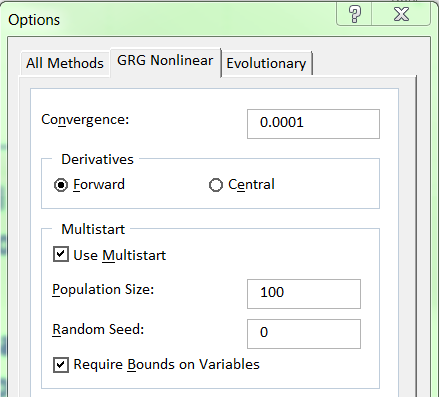 Options
All Methods GRG Nonlinear Evolutionary
Convergence: 0.0001
Derivatives
Forward Central
Multistart
Use Multistart
Population Size: 100
Random Seed: 0
Require Bounds on Variables